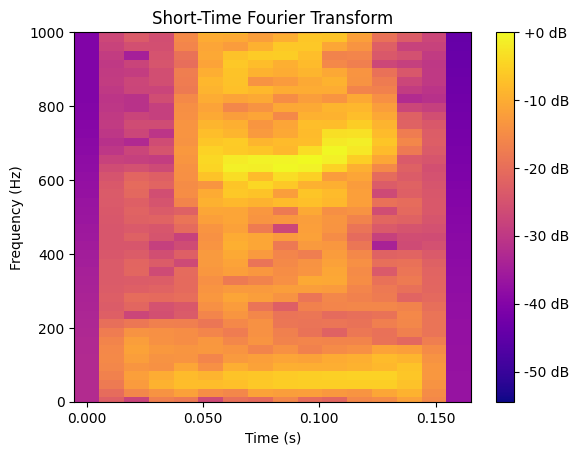 Short-Time Fourier Transform
1000
800
600
400
200
0
Frequency (Hz)
0.000
0.050
0.100
0.150
Time (s)
+0 dB
-10 dB
-20 dB
-30 dB
-40 dB
-50 dB